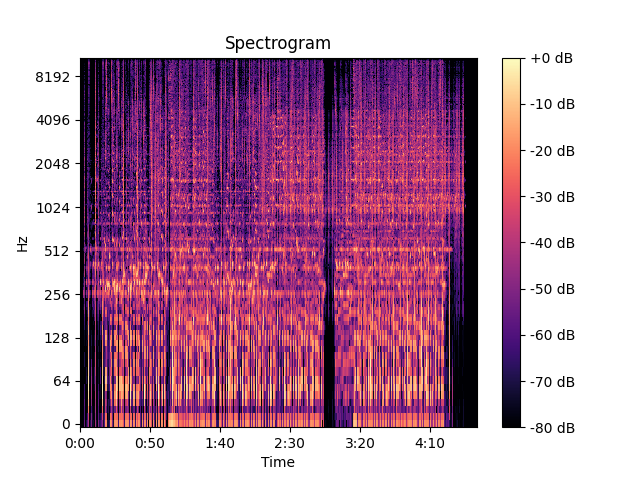 Spectrogram
8192
4096
2048
1024
512
256
128
64
0
Hz
0:00 0:50 1:40 2:30 3:20 4:10
Time
+0 dB
-10 dB
-20 dB
-30 dB
-40 dB
-50 dB
-60 dB
-70 dB
-80 dB